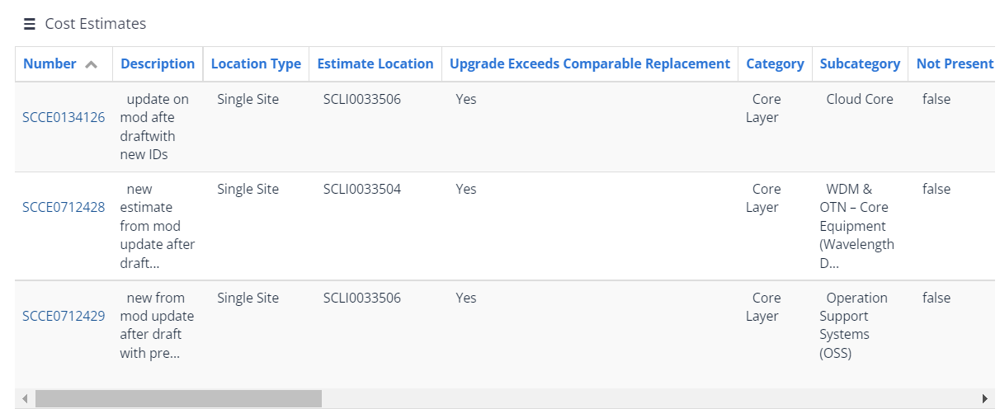 Cost Estimates
Number Description Location Type Estimate Location Upgrade Exceeds Comparable Replacement Category Subcategory Not Present
SCCE0134126 update on mod afte draftwith new IDs Single Site SCLI0033506 Yes Core Layer Cloud Core false
SCCE0712428 new estimate from mod update after draft... Single Site SCLI0033504 Yes Core Layer WDM & OTN – Core Equipment (Wavelength D... false
SCCE0712429 new from mod update after draft with pre... Single Site SCLI0033506 Yes Core Layer Operation Support Systems (OSS) false